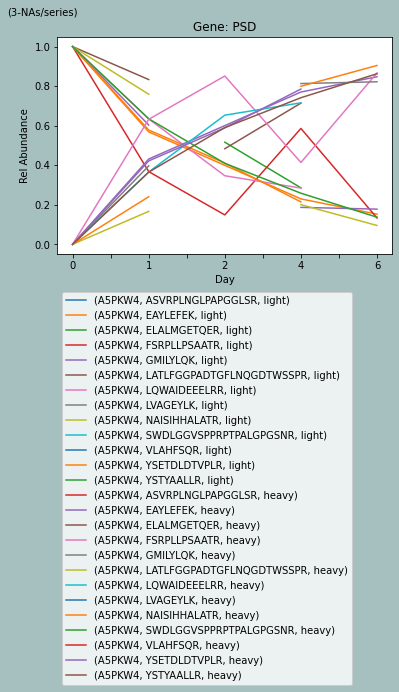 (3-NAs/series)
Gene: PSD
1.0
0.8
0.6
0.4
0.2
0.0
Rel Abundance
0 1 2 4 6
Day
(A5PKW4, ASVRPLNGLPAPGGLSR, light)
(A5PKW4, EAYLEFEK, light)
(A5PKW4, ELALMGETQER, light)
(A5PKW4, FSRPLLPSAATR, light)
(A5PKW4, GMILYLQK, light)
(A5PKW4, LATLFGGPADTGFLNQGDTWSSPR, light)
(A5PKW4, LQWAIDEEELRR, light)
(A5PKW4, LVAGEYLK, light)
(A5PKW4, NAISIHHALATR, light)
(A5PKW4, SWDLGGVSPPRPTPALGPGSNR, light)
(A5PKW4, VLAHFSQR, light)
(A5PKW4, YSETDLDTVPLR, light)
(A5PKW4, YSTYAALLR, light)
(A5PKW4, ASVRPLNGLPAPGGLSR, heavy)
(A5PKW4, EAYLEFEK, heavy)
(A5PKW4, ELALMGETQER, heavy)
(A5PKW4, FSRPLLPSAATR, heavy)
(A5PKW4, GMILYLQK, heavy)
(A5PKW4, LATLFGGPADTGFLNQGDTWSSPR, heavy)
(A5PKW4, LQWAIDEEELRR, heavy)
(A5PKW4, LVAGEYLK, heavy)
(A5PKW4, NAISIHHALATR, heavy)
(A5PKW4, SWDLGGVSPPRPTPALGPGSNR, heavy)
(A5PKW4, VLAHFSQR, heavy)
(A5PKW4, YSETDLDTVPLR, heavy)
(A5PKW4, YSTYAALLR, heavy)